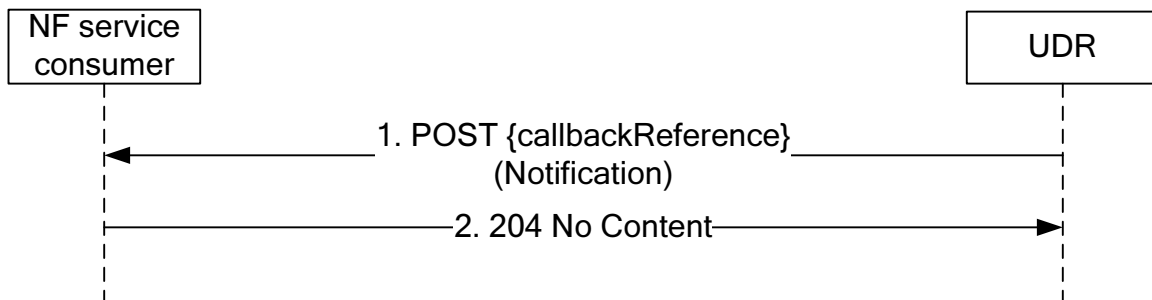 NF service
consumer
UDR
1. POST {callbackReference}
(Notification)
2. 204 No Content